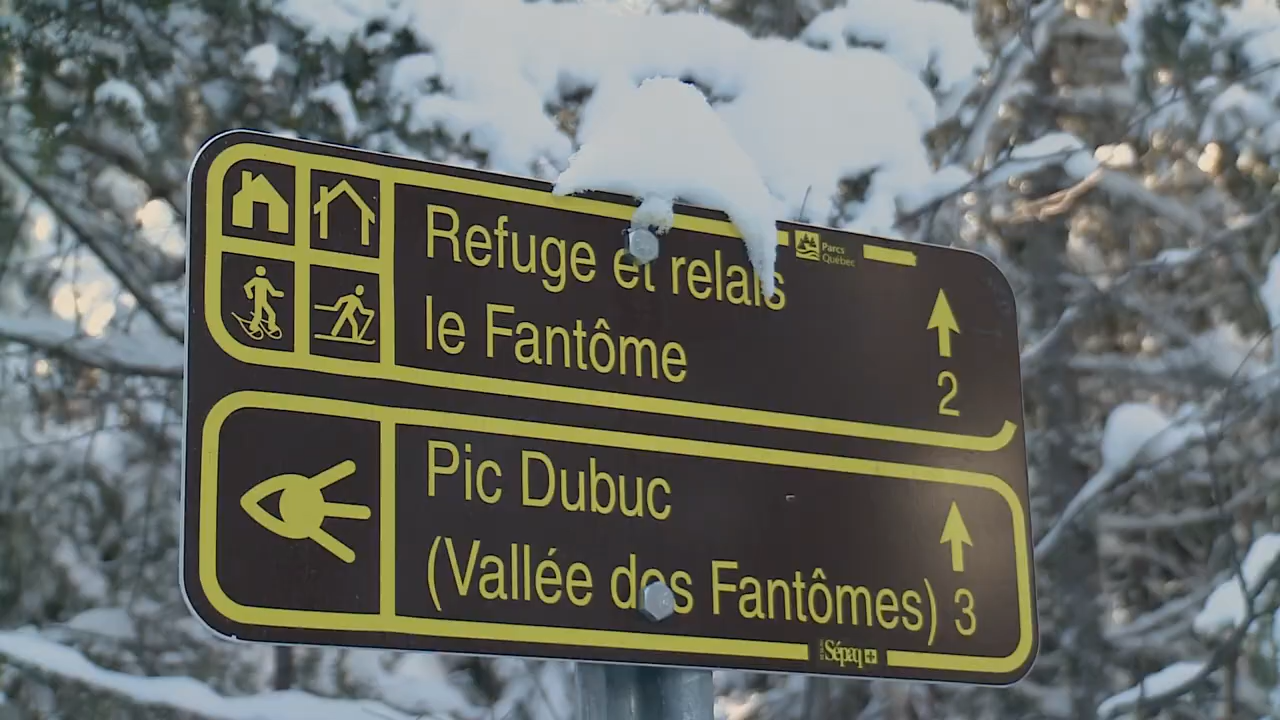 Refuge et relais
le Fantôme
2
Parcs
Québec
Pic Dubuc
(Vallée des Fantômes)
3
Sépaq